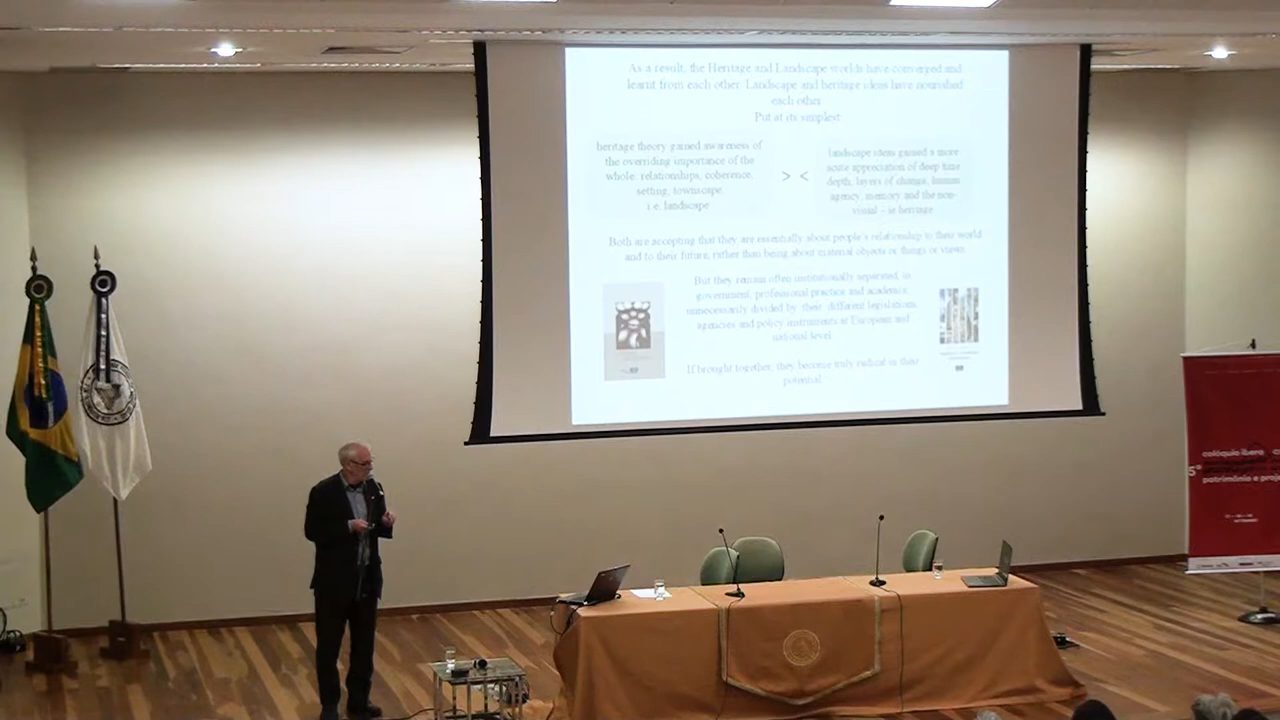 As a result, the Heritage and Landscape worlds have converged and
learnt from each other. Landscape and heritage ideas have nourished
each other
Put at its simplest:
heritage theory gained awareness of
the overriding importance of the
whole: relationships, coherence,
setting, townscape
i.e. landscape
> <
landscape ideas gained a more
acute appreciation of deep time
depth, layers of change, human
agency, memory and the non-
visual - ie heritage
Both are accepting that they are essentially about people's relationship to their world
and to their future, rather than being about material objects or things or views
But they remain often institutionally separated, in
government, professional practice and academic,
unnecessarily divided by their different legislations
agencies and policy instruments at European and
national level
If brought together, they become truly radical in their
potential.
5º
colóquio ibero
patrimônio e proj